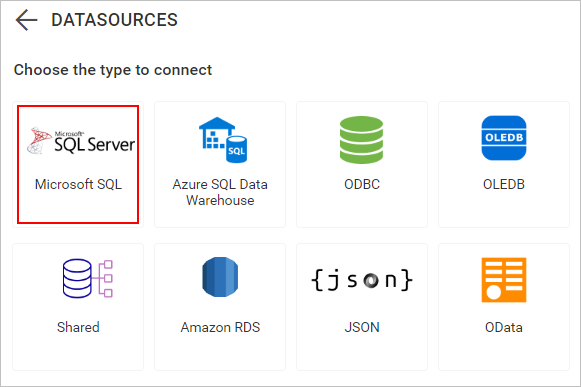 DATASOURCES
Choose the type to connect
Microsoft®
SQL Server
Microsoft SQL
SQL
Azure SQL Data
Warehouse
ODBC
OLEDB
OLEDB
Shared
Amazon RDS
{json}
JSON
OData